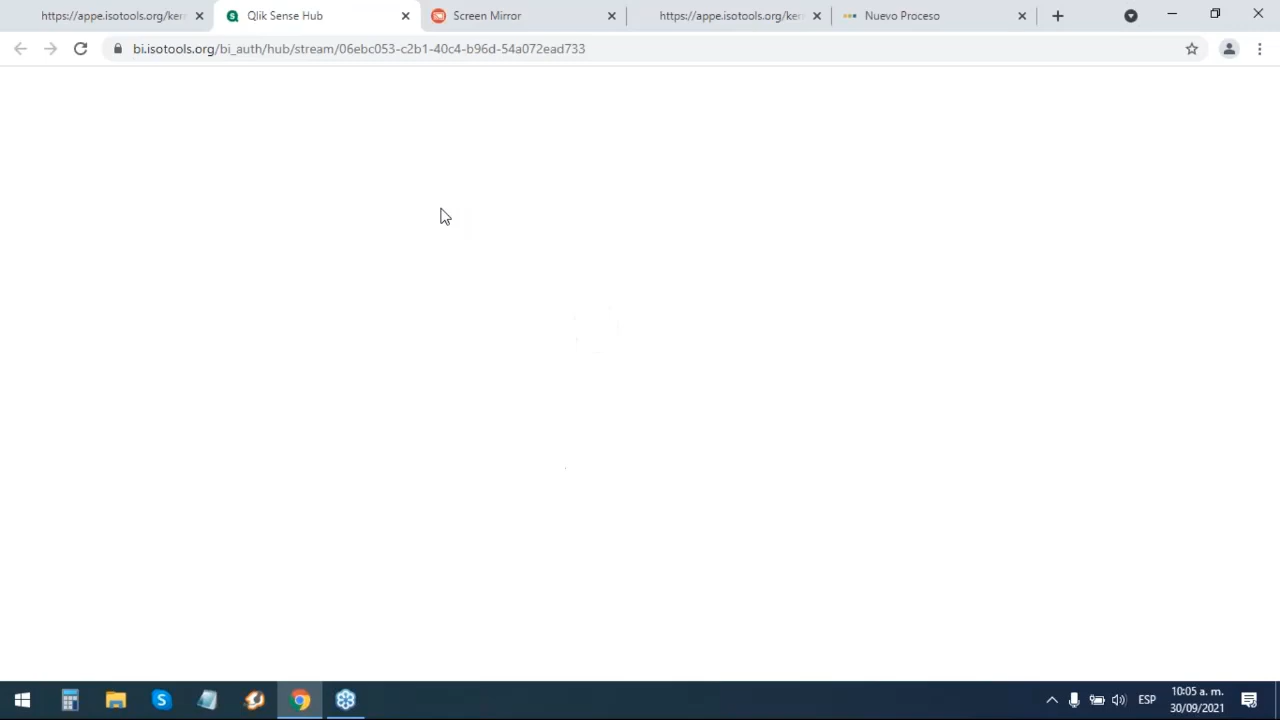 https://appe.isotools.org/ker
Qlik Sense Hub
Screen Mirror
https://appe.isotools.org/ker
Nuevo Proceso
bi.isotools.org/bi_auth/hub/stream/06ebc053-c2b1-40c4-b96d-54a072ead733
ESP
10:05 a. m.
30/09/2021